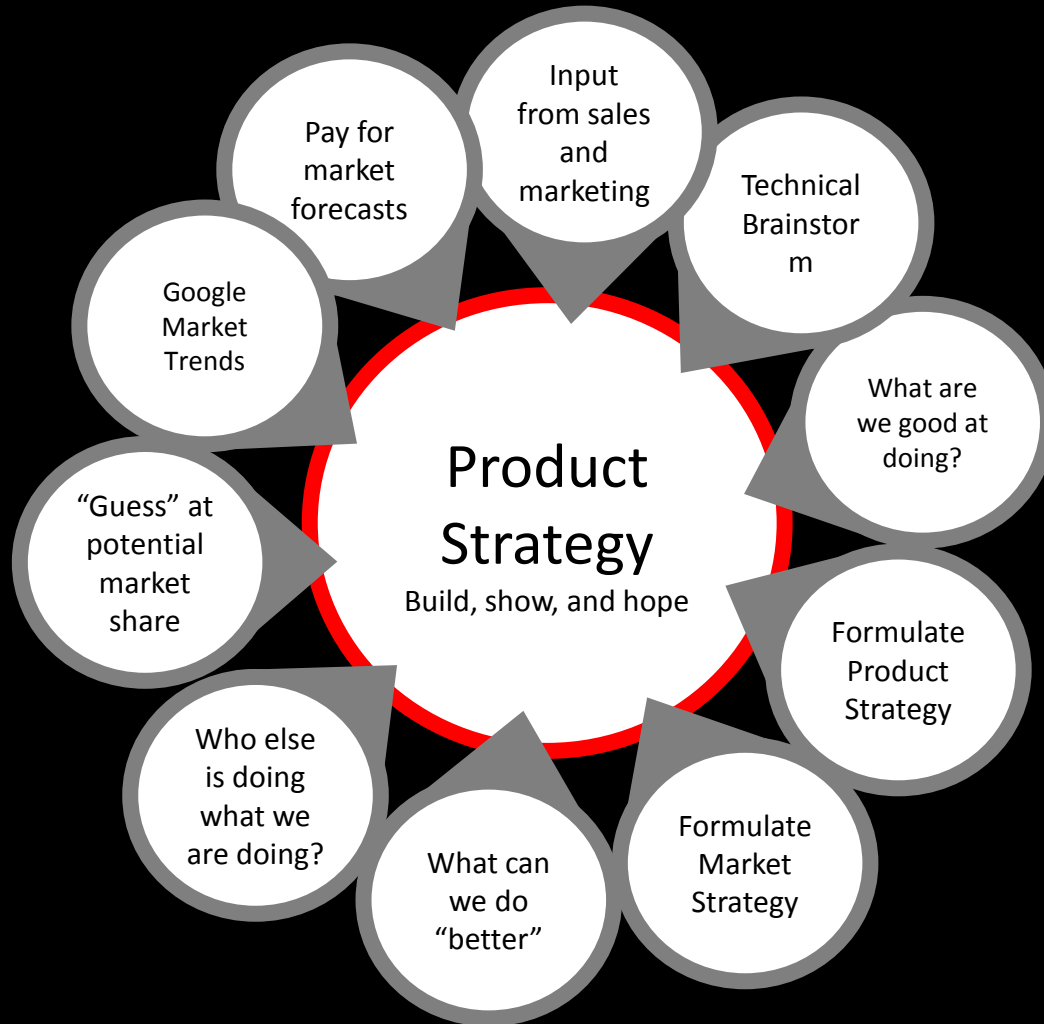 Input
from sales
and
marketing
Technical
Brainstor
m
What are
we good at
doing?
Formulate
Product
Strategy
Formulate
Market
Strategy
What can
we do
“better”
Who else
is doing
what we
are doing?
“Guess” at
potential
market
share
Google
Market
Trends
Pay for
market
forecasts
Product
Strategy
Build, show, and hope